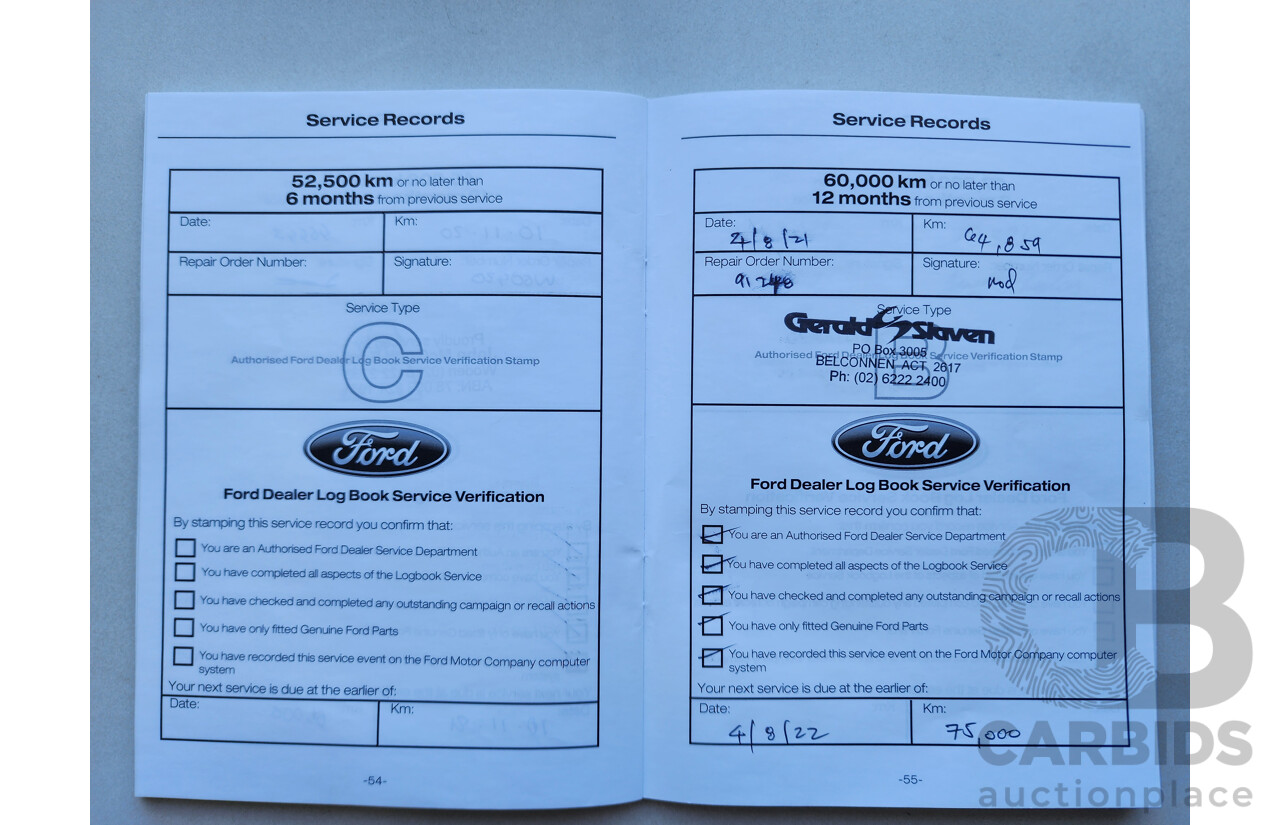 Service Records
52,500 km or no later than
6 months from previous service
Date:
Km:
Repair Order Number:
Signature:
Service Type
C
Authorised Ford Dealer Log Book Service Verification Stamp
Ford
Ford Dealer Log Book Service Verification
By stamping this service record you confirm that:
You are an Authorised Ford Dealer Service Department
You have completed all aspects of the Logbook Service
You have checked and completed any outstanding campaign or recall actions
You have only fitted Genuine Ford Parts
You have recorded this service event on the Ford Motor Company computer
system
Your next service is due at the earlier of:
Date:
Km:
-54-
Service Records
60,000 km or no later than
12 months from previous service
Date:
4/8/21
Km:
64,859
Repair Order Number:
Signature:
Service Type
Gerald Slaven
B
Authorised Ford Dealer Log Book Service Verification Stamp
PO Box 3005
BELCONNEN ACT 2617
Ph: (02) 6222 2400
Ford
Ford Dealer Log Book Service Verification
By stamping this service record you confirm that:
You are an Authorised Ford Dealer Service Department
You have completed all aspects of the Logbook Service
You have checked and completed any outstanding campaign or recall actions
You have only fitted Genuine Ford Parts
You have recorded this service event on the Ford Motor Company computer
system
Your next service is due at the earlier of:
Date:
4/8/22
Km:
75,000
-55-
CB
CARBIDS
auctionplace